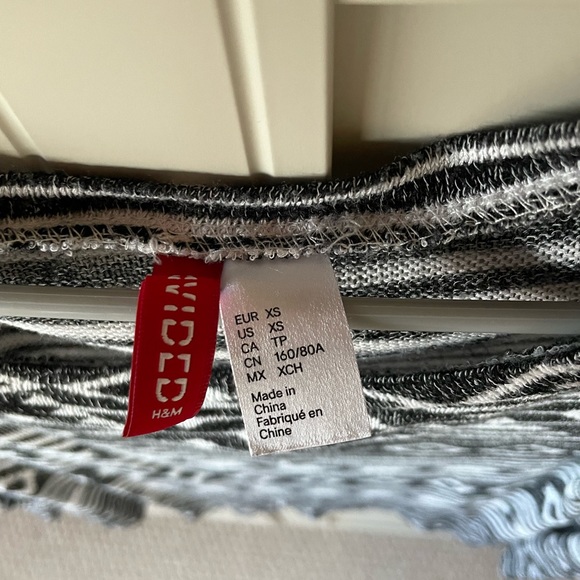 DIVIDED
H&M
EUR XS
US XS
CA TP
CN 160/80A
MX XCH
Made in
China
Fabriqué en
Chine